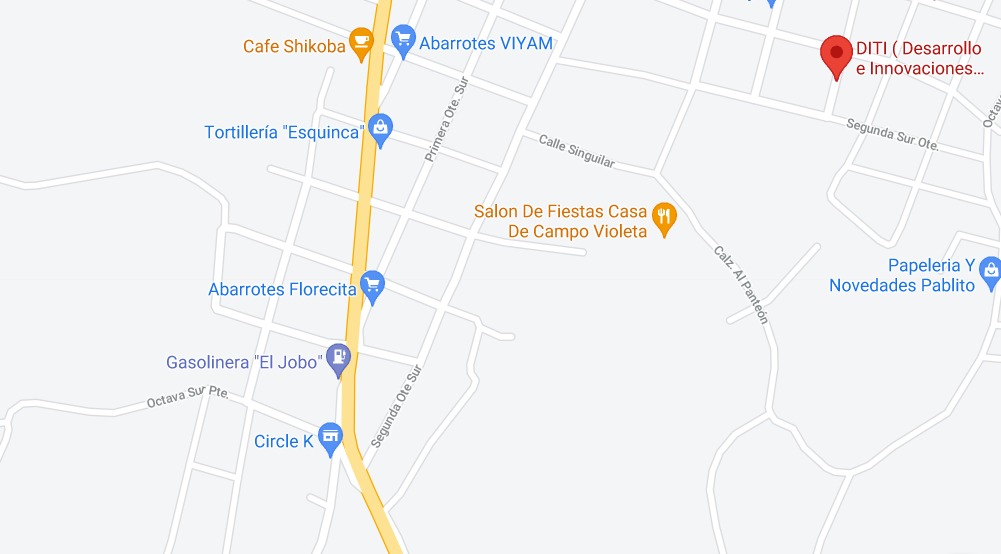 Cafe Shikoba
Abarrotes VIYAM
DITI ( Desarrollo
e Innovaciones...
Primera Ote. Sur
Tortillería "Esquinca"
Calle Singuilar
Segunda Sur Ote.
Octava
Salon De Fiestas Casa
De Campo Violeta
Calz. Al Panteón
Papeleria Y
Novedades Pablito
Abarrotes Florecita
Gasolinera "El Jobo"
Octava Sur Pte.
Segunda Ote Sur
Circle K